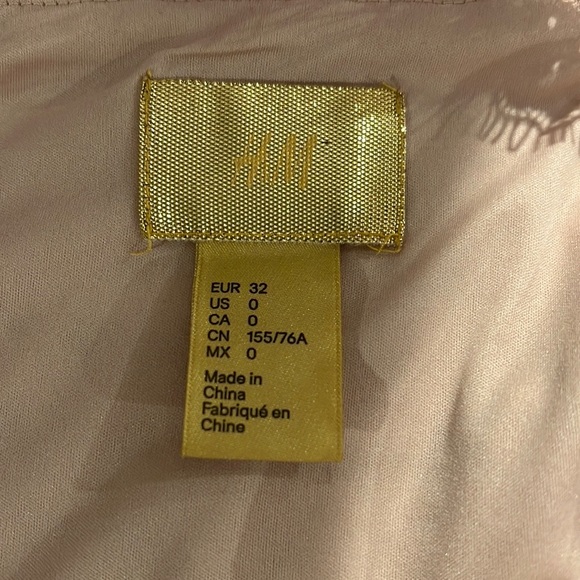 H&M
EUR 32
US 0
CA 0
CN 155/76A
MX 0
Made in
China
Fabriqué en
Chine